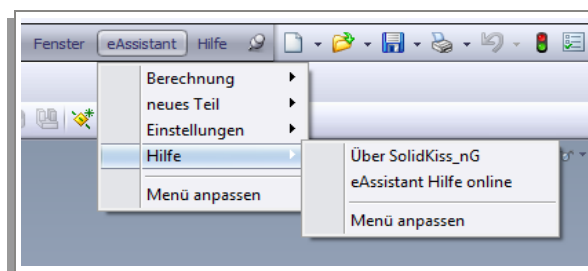 Fenster eAssistant Hilfe
Berechnung
neues Teil
Einstellungen
Hilfe
Menü anpassen
Über SolidKiss_nG
eAssistant Hilfe online
Menü anpassen